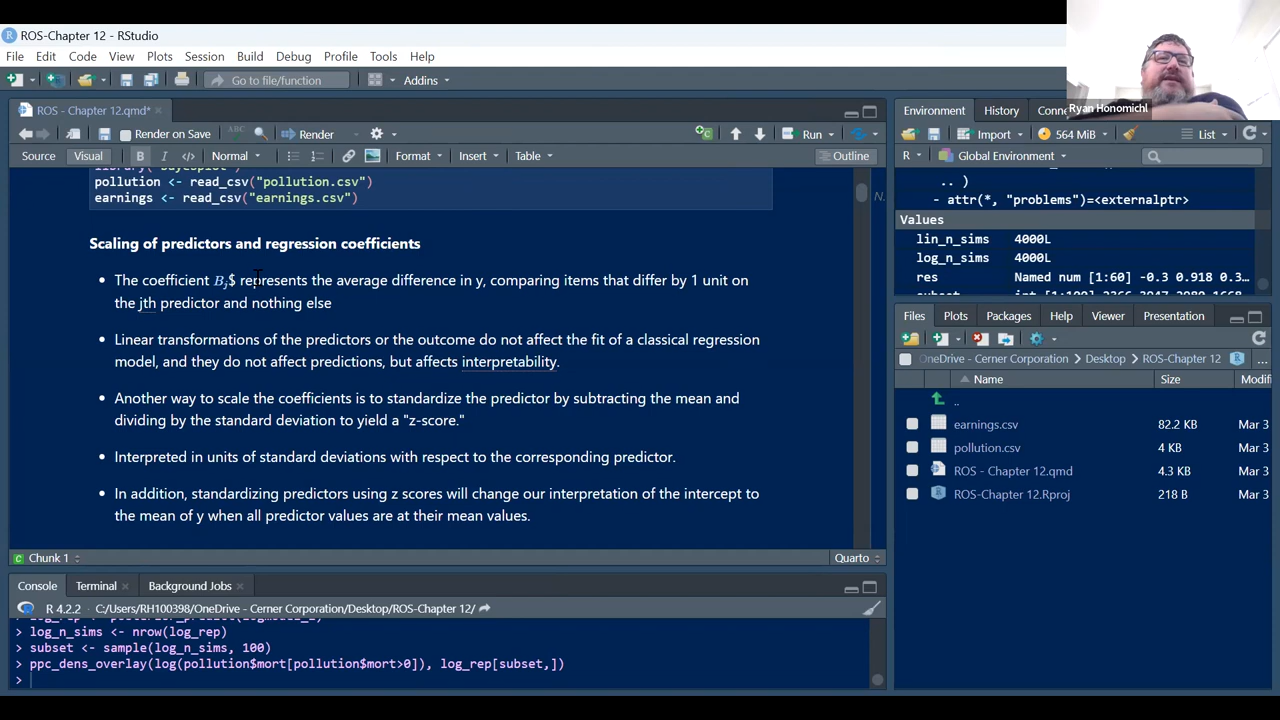 ROS-Chapter 12 - RStudio
File Edit Code View Plots Session Build Debug Profile Tools Help
Go to file/function Addins
Ryan Honomichl
ROS - Chapter 12.qmd*
Render on Save ABC Render Run
Source Visual B I </> Normal Format Insert Table Outline
pollution <- read_csv("pollution.csv")
earnings <- read_csv("earnings.csv")
Scaling of predictors and regression coefficients
• The coefficient Bj$ represents the average difference in y, comparing items that differ by 1 unit on
the jth predictor and nothing else
• Linear transformations of the predictors or the outcome do not affect the fit of a classical regression
model, and they do not affect predictions, but affects interpretability.
• Another way to scale the coefficients is to standardize the predictor by subtracting the mean and
dividing by the standard deviation to yield a "z-score."
• Interpreted in units of standard deviations with respect to the corresponding predictor.
• In addition, standardizing predictors using z scores will change our interpretation of the intercept to
the mean of y when all predictor values are at their mean values.
Chunk 1 Quarto
Console Terminal Background Jobs
R 4.2.2 · C:/Users/RH100398/OneDrive - Cerner Corporation/Desktop/ROS-Chapter 12/
> log_n_sims <- nrow(log_rep)
> subset <- sample(log_n_sims, 100)
> ppc_dens_overlay(log(pollution$mort[pollution$mort>0]), log_rep[subset,])
>
Environment History Conne
Import 564 MiB List
R Global Environment
.. )
- attr(*, "problems")=<externalptr>
Values
lin_n_sims 4000L
log_n_sims 4000L
res Named num [1:60] -0.3 0.918 0.3…
Files Plots Packages Help Viewer Presentation
OneDrive - Cerner Corporation Desktop ROS-Chapter 12 ...
Name Size Modifi
..
earnings.csv 82.2 KB Mar 3
pollution.csv 4 KB Mar 3
ROS - Chapter 12.qmd 4.3 KB Mar 3
ROS-Chapter 12.Rproj 218 B Mar 3